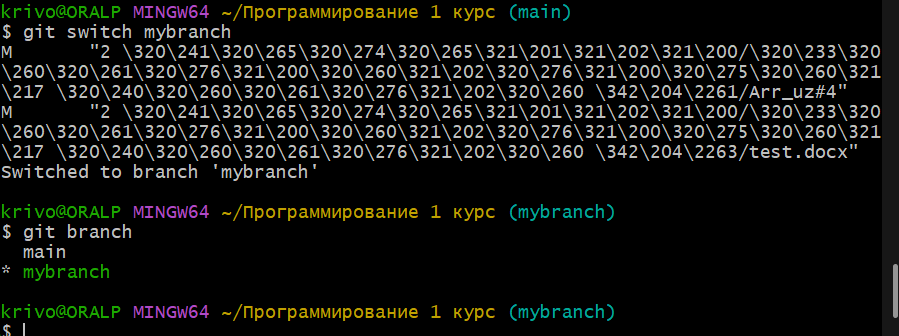 krivo@ORALP MINGW64 ~/Программирование 1 курс (main)
$ git switch mybranch
M       "2 \320\241\320\265\320\274\320\265\321\201\321\202\321\200/\320\233\320
\260\320\261\320\276\321\200\320\260\321\202\320\276\321\200\320\275\320\260\321
\217 \320\240\320\260\320\261\320\276\321\202\320\260 \342\204\2261/Arr_uz#4"
M       "2 \320\241\320\265\320\274\320\265\321\201\321\202\321\200/\320\233\320
\260\320\261\320\276\321\200\320\260\321\202\320\276\321\200\320\275\320\260\321
\217 \320\240\320\260\320\261\320\276\321\202\320\260 \342\204\2263/test.docx"
Switched to branch 'mybranch'
krivo@ORALP MINGW64 ~/Программирование 1 курс (mybranch)
$ git branch
  main
* mybranch
krivo@ORALP MINGW64 ~/Программирование 1 курс (mybranch)
$